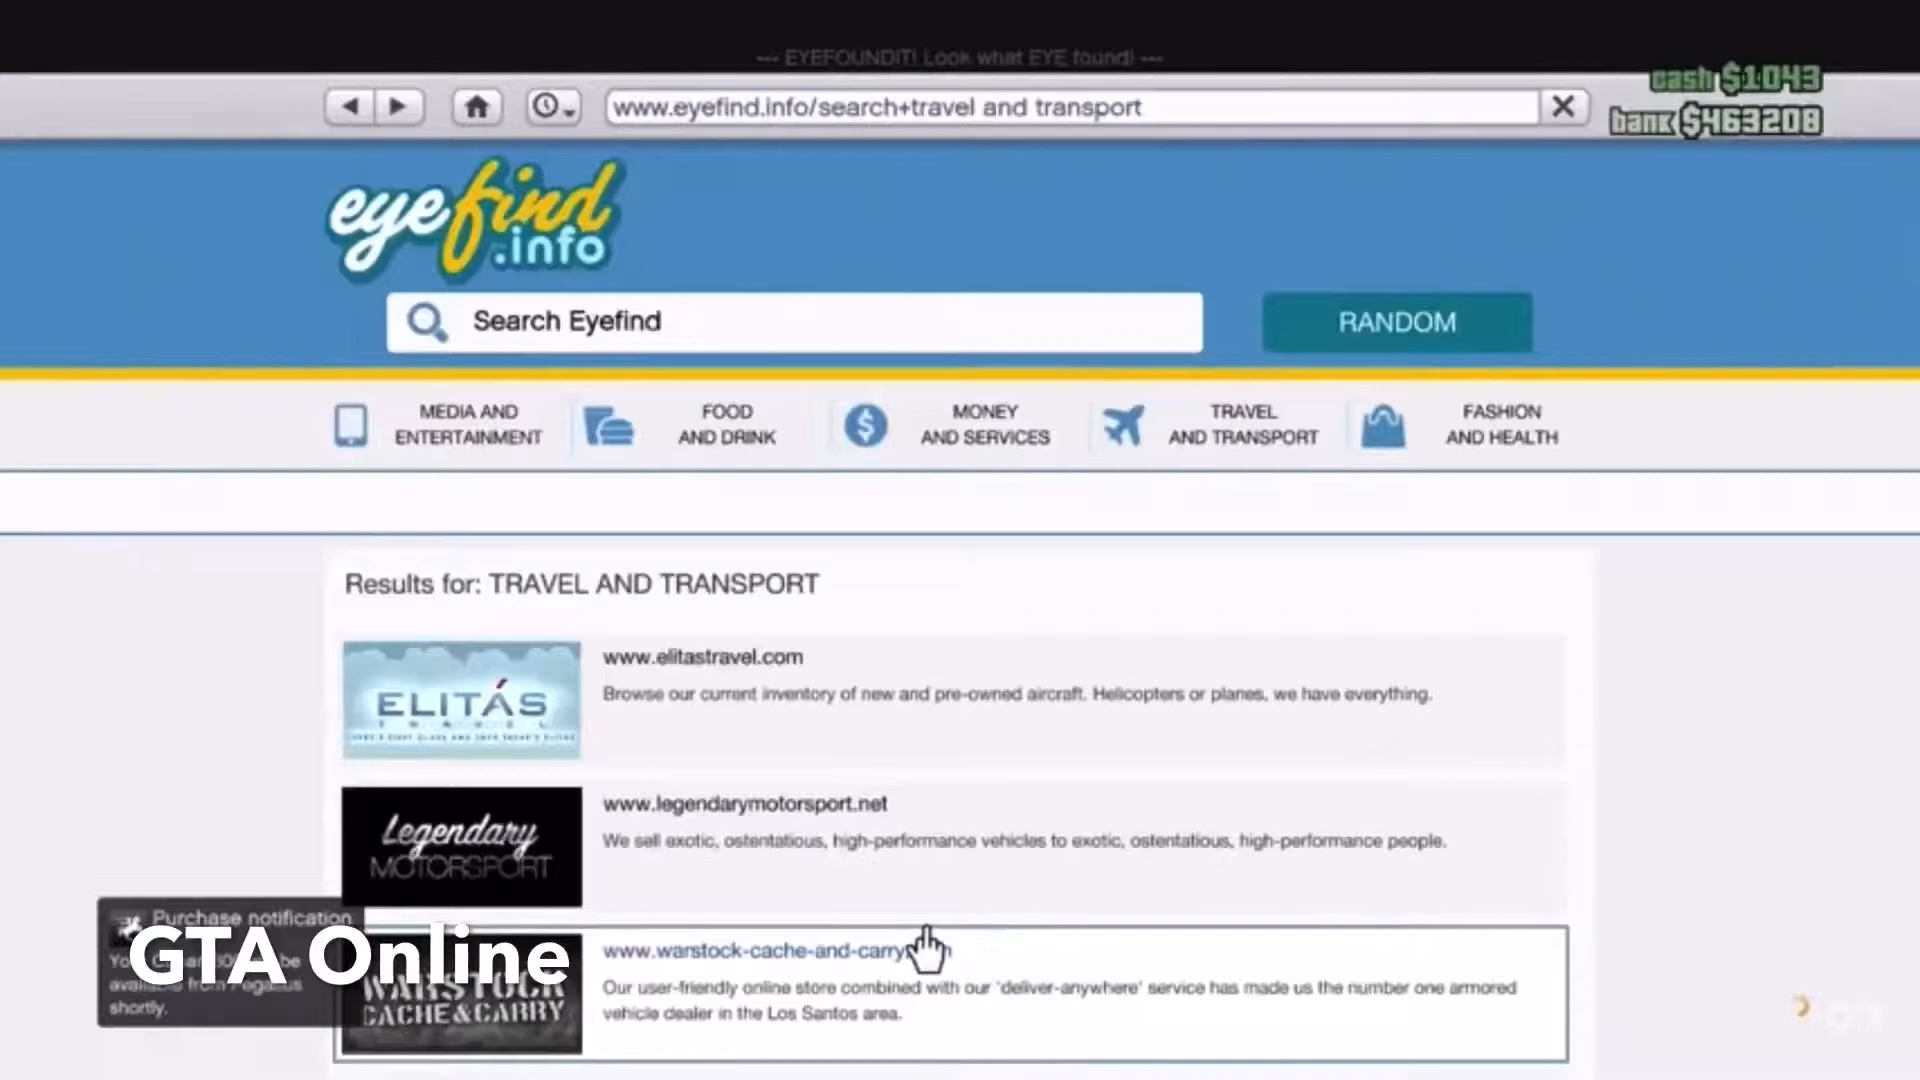 --- EYEFOUNDIT! Look what EYE found! ---
cash $1043
www.eyefind.info/search+travel and transport
bank $463208
eyefind
.info
Search Eyefind
RANDOM
MEDIA AND
ENTERTAINMENT
FOOD
AND DRINK
MONEY
AND SERVICES
TRAVEL
AND TRANSPORT
FASHION
AND HEALTH
Results for: TRAVEL AND TRANSPORT
ELITÁS
TRAVEL
www.elitastravel.com
Browse our current inventory of new and pre-owned aircraft. Helicopters or planes, we have everything.
Legendary
MOTORSPORT
www.legendarymotorsport.net
We sell exotic, ostentatious, high-performance vehicles to exotic, ostentatious, high-performance people.
Purchase notification
be
from Pegasus
shortly.
GTA Online
WARSTOCK
CACHE&CARRY
www.warstock-cache-and-carry
Our user-friendly online store combined with our 'deliver-anywhere' service has made us the number one armored
vehicle dealer in the Los Santos area.